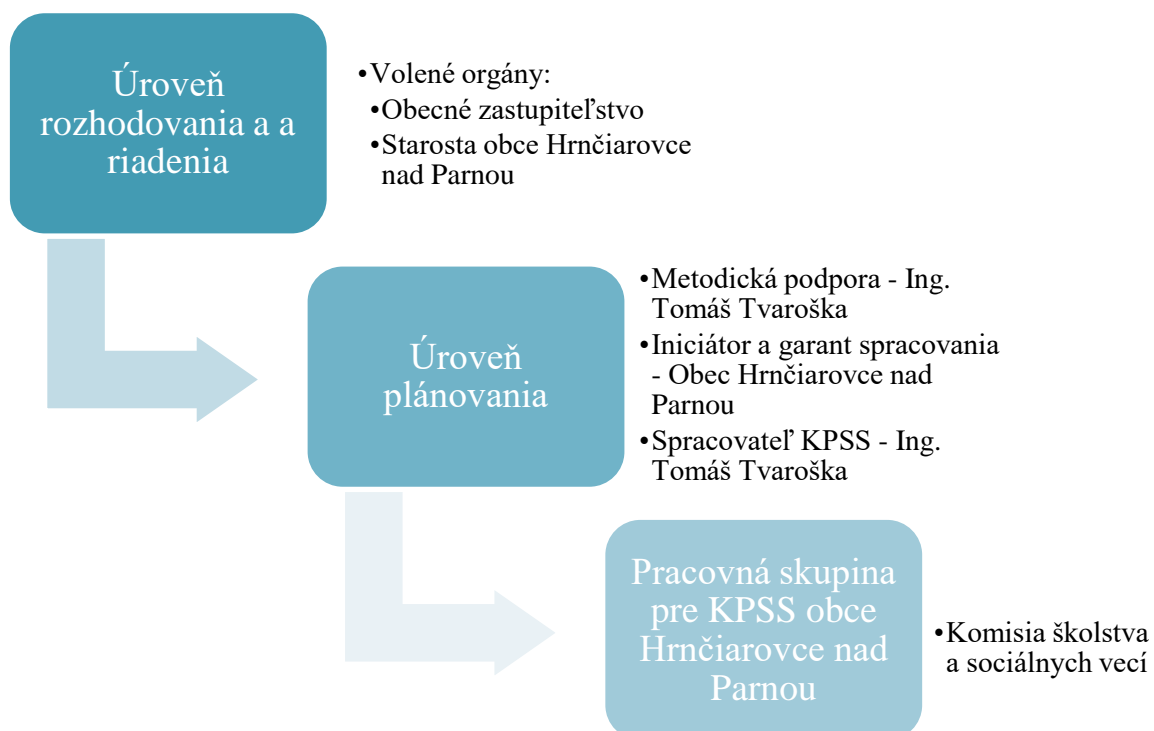 Úroveň
rozhodovania a a
riadenia
•Volené orgány:
•Obecné zastupiteľstvo
•Starosta obce Hrnčiarovce
nad Parnou
Úroveň
plánovania
•Metodická podpora - Ing.
Tomáš Tvaroška
•Iniciátor a garant spracovania
- Obec Hrnčiarovce nad
Parnou
•Spracovateľ KPSS - Ing.
Tomáš Tvaroška
Pracovná skupina
pre KPSS obce
Hrnčiarovce nad
Parnou
•Komisia školstva
a sociálnych vecí